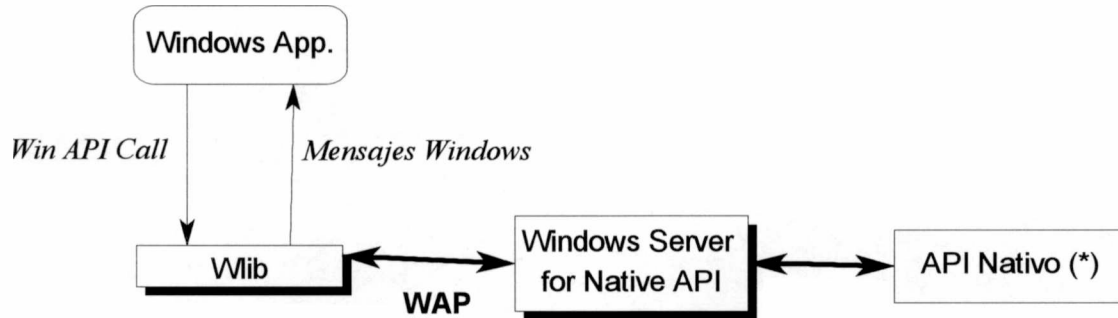 Windows App.
Win API Call
Mensajes Windows
Wlib
WAP
Windows Server
for Native API
API Nativo (*)